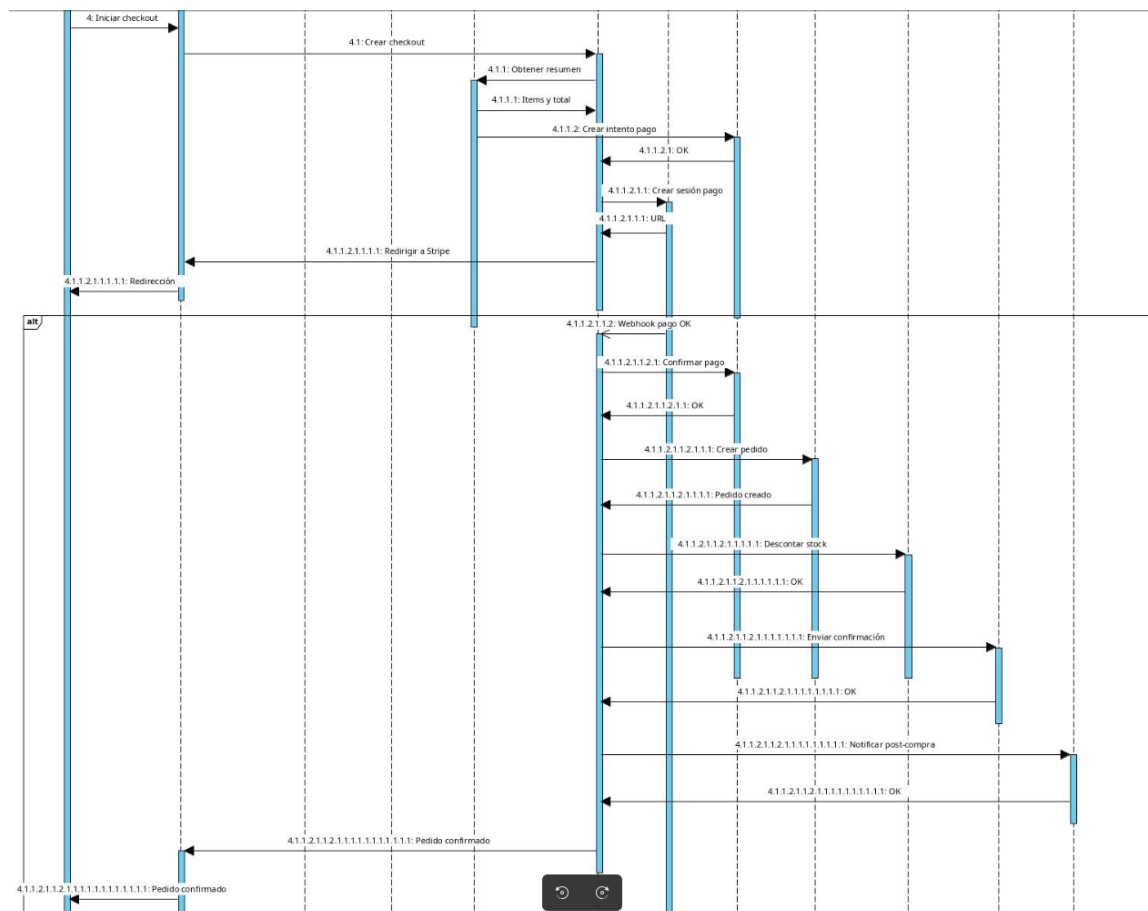 4: Iniciar checkout
4.1: Crear checkout
4.1.1: Obtener resumen
4.1.1.1: Items y total
4.1.1.2: Crear intento pago
4.1.1.2.1: OK
4.1.1.2.1.1: Crear sesión pago
4.1.1.2.1.1.1: URL
4.1.1.2.1.1.1.1: Redirigir a Stripe
4.1.1.2.1.1.1.1.1: Redirección
alt
4.1.1.2.1.1.2: Webhook pago OK
4.1.1.2.1.1.2.1: Confirmar pago
4.1.1.2.1.1.2.1.1: OK
4.1.1.2.1.1.2.1.1.1: Crear pedido
4.1.1.2.1.1.2.1.1.1.1: Pedido creado
4.1.1.2.1.1.2.1.1.1.1.1: Descontar stock
4.1.1.2.1.1.2.1.1.1.1.1.1: OK
4.1.1.2.1.1.2.1.1.1.1.1.1.1: Enviar confirmación
4.1.1.2.1.1.2.1.1.1.1.1.1.1.1: OK
4.1.1.2.1.1.2.1.1.1.1.1.1.1.1.1: Notificar post-compra
4.1.1.2.1.1.2.1.1.1.1.1.1.1.1.1.1: OK
4.1.1.2.1.1.2.1.1.1.1.1.1.1.1.1.1.1: Pedido confirmado
4.1.1.2.1.1.2.1.1.1.1.1.1.1.1.1.1.1.1: Pedido confirmado